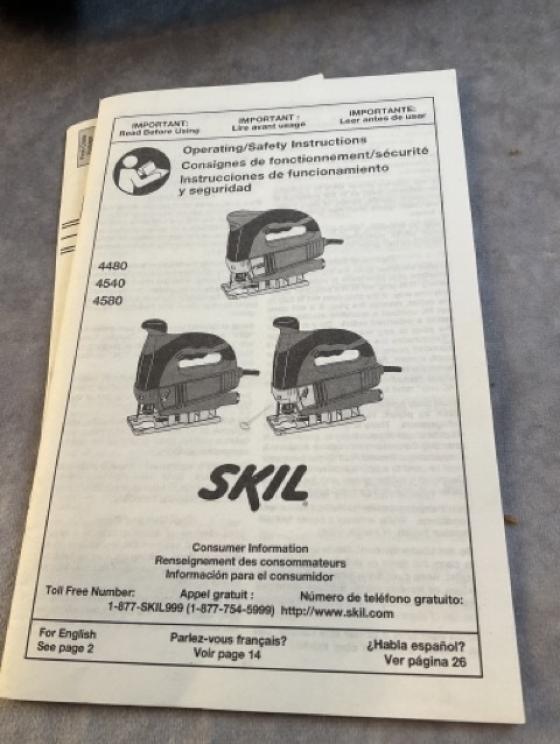 IMPORTANT:
Read Before Using
IMPORTANT :
Lire avant usage
IMPORTANTE:
Leer antes de usar
Operating/Safety Instructions
Consignes de fonctionnement/sécurité
Instrucciones de funcionamiento
y seguridad
4480
4540
4580
SKIL
Consumer Information
Renseignement des consommateurs
Información para el consumidor
Toll Free Number: Appel gratuit : Número de teléfono gratuito:
1-877-SKIL999 (1-877-754-5999) http://www.skil.com
For English
See page 2
Parlez-vous français?
Voir page 14
¿Habla español?
Ver página 26